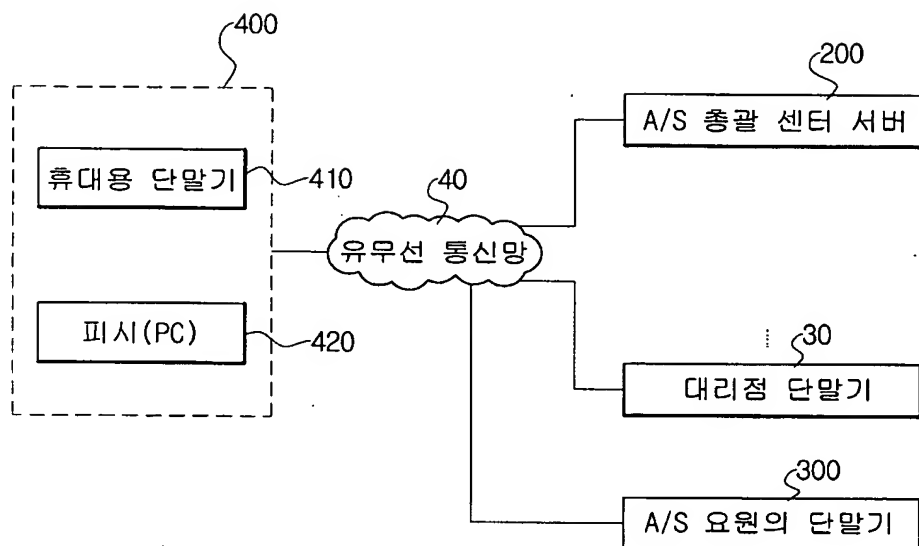 400
휴대용 단말기
410
피시(PC)
420
40
유무선 통신망
200
A/S 총괄 센터 서버
30
대리점 단말기
300
A/S 요원의 단말기